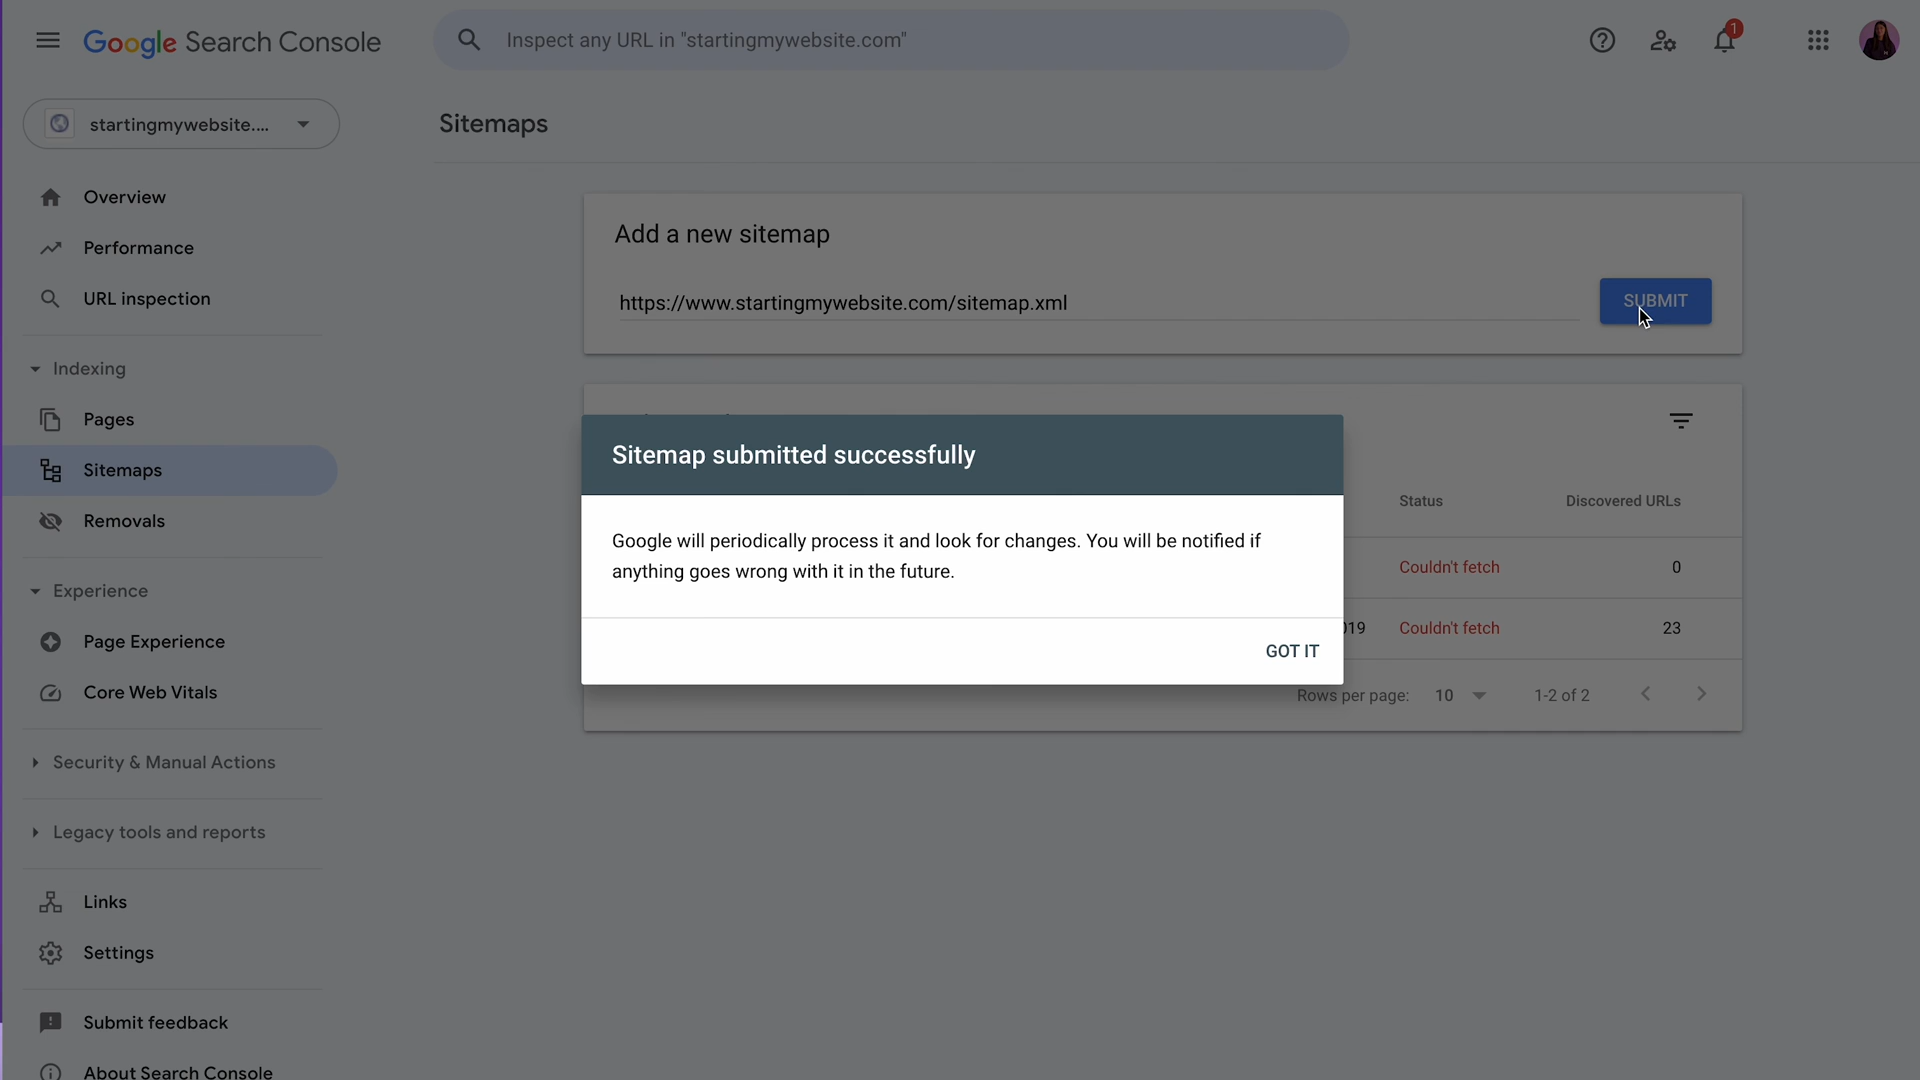 Google Search Console
Inspect any URL in "startingmywebsite.com"
1
startingmywebsite....
Sitemaps
Overview
Performance
URL inspection
Indexing
Pages
Sitemaps
Removals
Experience
Page Experience
Core Web Vitals
Security & Manual Actions
Legacy tools and reports
Links
Settings
Submit feedback
About Search Console
Add a new sitemap
https://www.startingmywebsite.com/sitemap.xml
SUBMIT
Sitemap submitted successfully
Google will periodically process it and look for changes. You will be notified if
anything goes wrong with it in the future.
GOT IT
Status Discovered URLs
Couldn't fetch 0
019 Couldn't fetch 23
Rows per page: 10 1-2 of 2